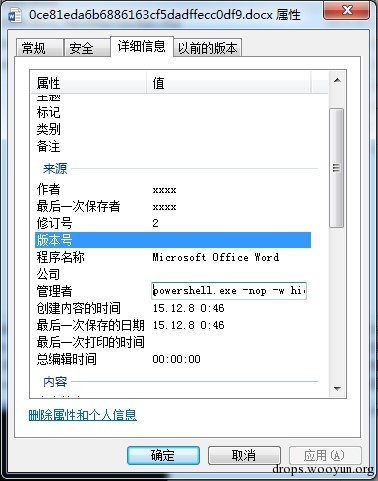 0ce81eda6b6886163cf5dadffecc0df9.docx 属性
常规 安全 详细信息 以前的版本
属性 值
主题
标记
类别
备注
来源
作者 xxxx
最后一次保存者 xxxx
修订号 2
版本号
程序名称 Microsoft Office Word
公司
管理者 powershell.exe -nop -w hid
创建内容的时间 15.12.8 0:46
最后一次保存的日期 15.12.8 0:46
最后一次打印的时间
总编辑时间 00:00:00
内容
删除属性和个人信息
确定 取消 应用(A)
drops.wooyun.org